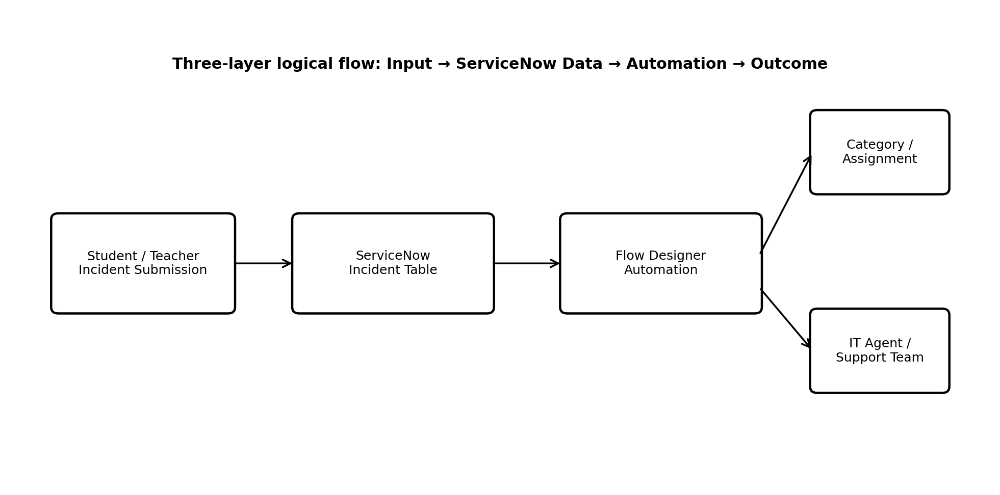 Three-layer logical flow: Input → ServiceNow Data → Automation → Outcome
Student / Teacher
Incident Submission
ServiceNow
Incident Table
Flow Designer
Automation
Category /
Assignment
IT Agent /
Support Team